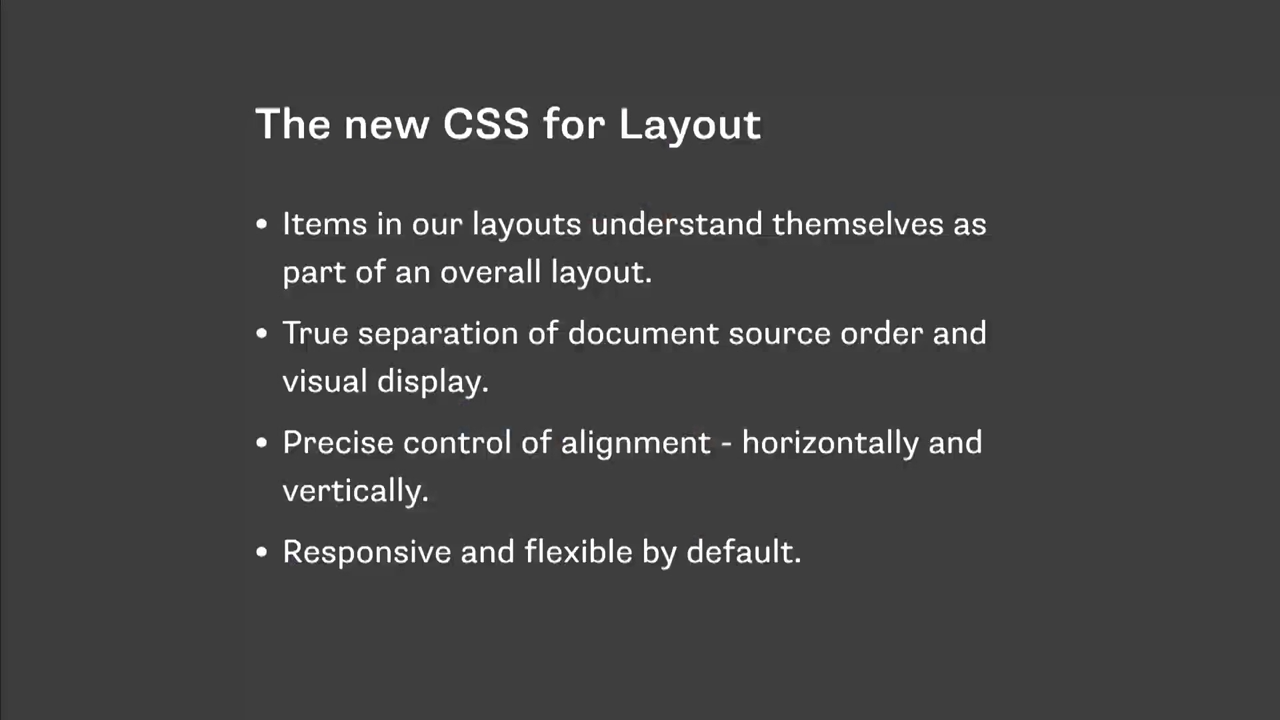 The new CSS for Layout
• Items in our layouts understand themselves as
part of an overall layout.
• True separation of document source order and
visual display.
• Precise control of alignment - horizontally and
vertically.
• Responsive and flexible by default.